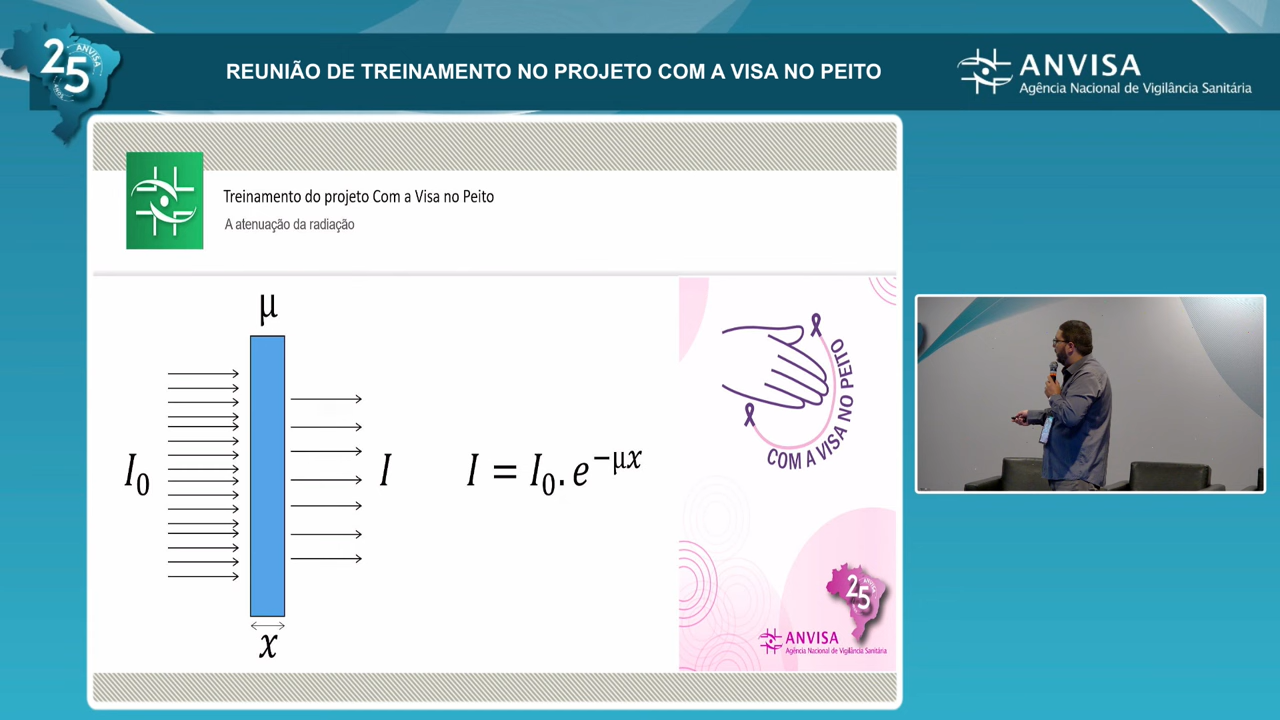 25
ANVISA
ANOS
REUNIÃO DE TREINAMENTO NO PROJETO COM A VISA NO PEITO
ANVISA
Agência Nacional de Vigilância Sanitária
Treinamento do projeto Com a Visa no Peito
A atenuação da radiação
μ
I₀
I
I = I₀. e^{−μx}
x
COM A VISA NO PEITO
25
ANVISA
Agência Nacional de Vigilância Sanitária